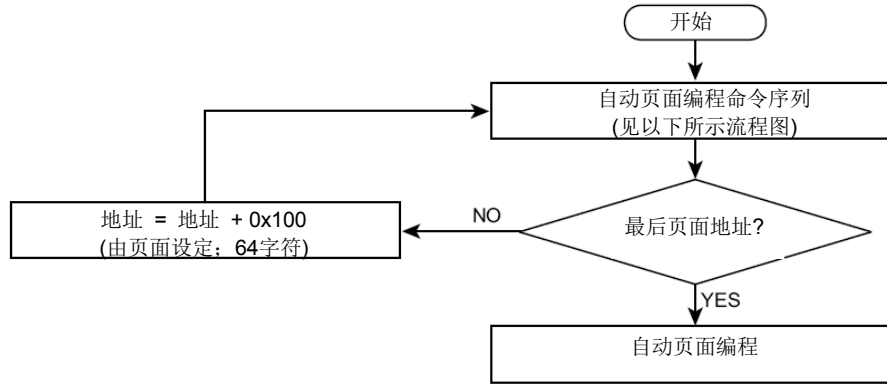 开始
自动页面编程命令序列
(见以下所示流程图)
地址 = 地址 + 0x100
(由页面设定；64字符)
NO
最后页面地址?
YES
自动页面编程